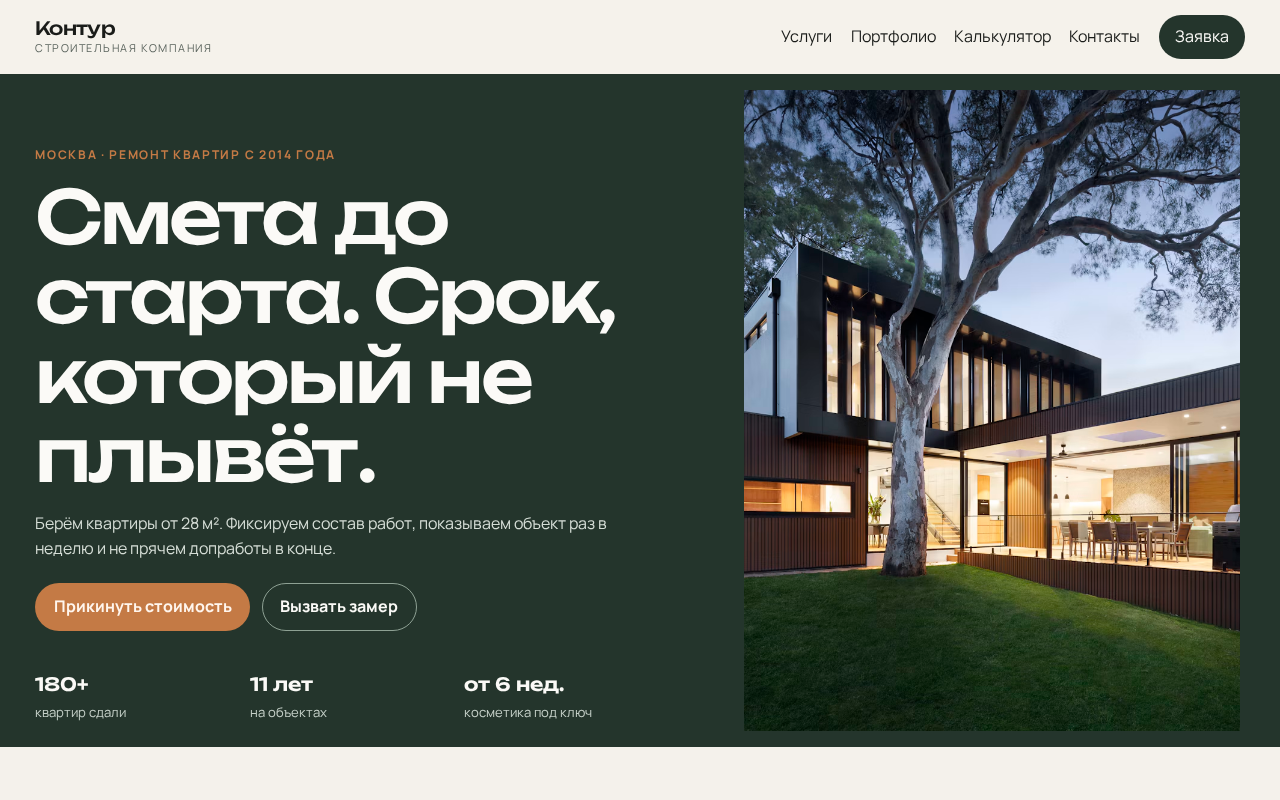 Контур
СТРОИТЕЛЬНАЯ КОМПАНИЯ
Услуги Портфолио Калькулятор Контакты Заявка
МОСКВА · РЕМОНТ КВАРТИР С 2014 ГОДА
Смета до
старта. Срок,
который не
плывёт.
Берём квартиры от 28 м². Фиксируем состав работ, показываем объект раз в
неделю и не прячем допработы в конце.
Прикинуть стоимость Вызвать замер
180+ 11 лет от 6 нед.
квартир сдали на объектах косметика под ключ